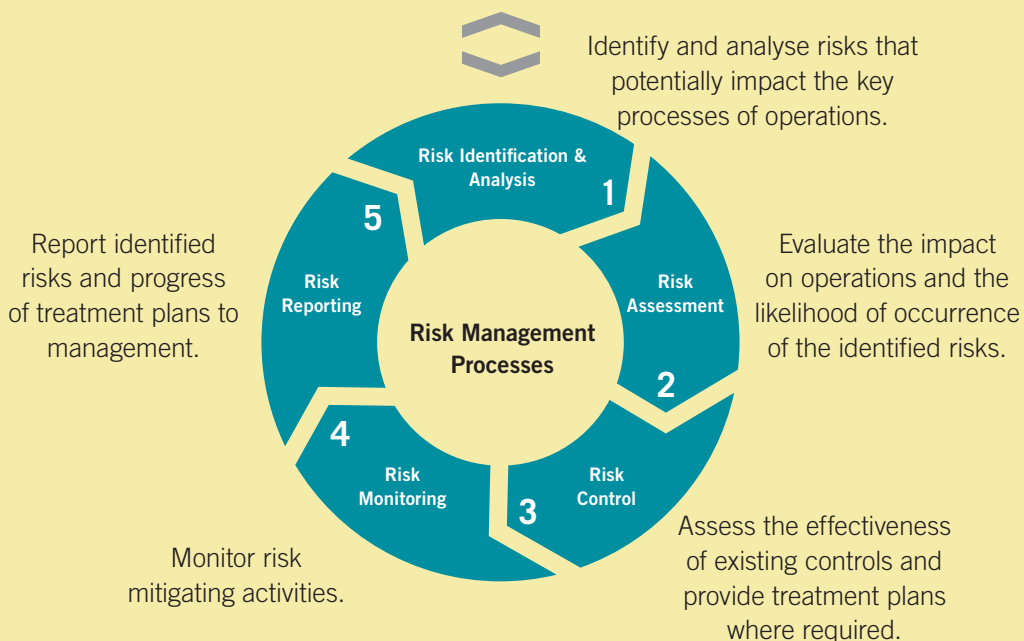 Identify and analyse risks that
potentially impact the key
processes of operations.
Risk Identification &
Analysis
1
Risk
Assessment
2
Evaluate the impact
on operations and the
likelihood of occurrence
of the identified risks.
Risk
Control
3
Assess the effectiveness
of existing controls and
provide treatment plans
where required.
Risk
Monitoring
4
Monitor risk
mitigating activities.
5
Risk
Reporting
Report identified
risks and progress
of treatment plans to
management.
Risk Management
Processes